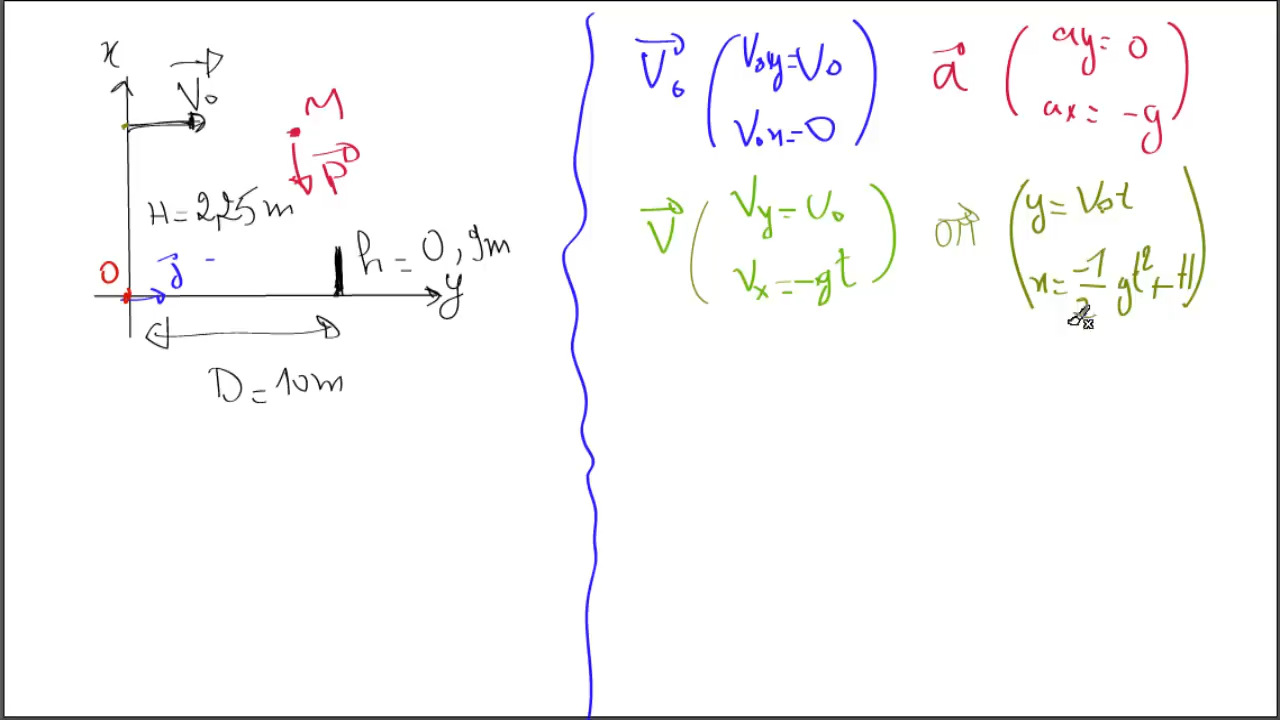 x
V₀
M
P
H = 2,25 m
O
j
h = 0,9m
y
D = 10m
V₀ ( V₀y = V₀
V₀x = 0 )
a ( ay = 0
ax = -g )
V ( Vy = V₀
Vx = -gt )
OM ( y = V₀t
x = -1/2 gt² + H )